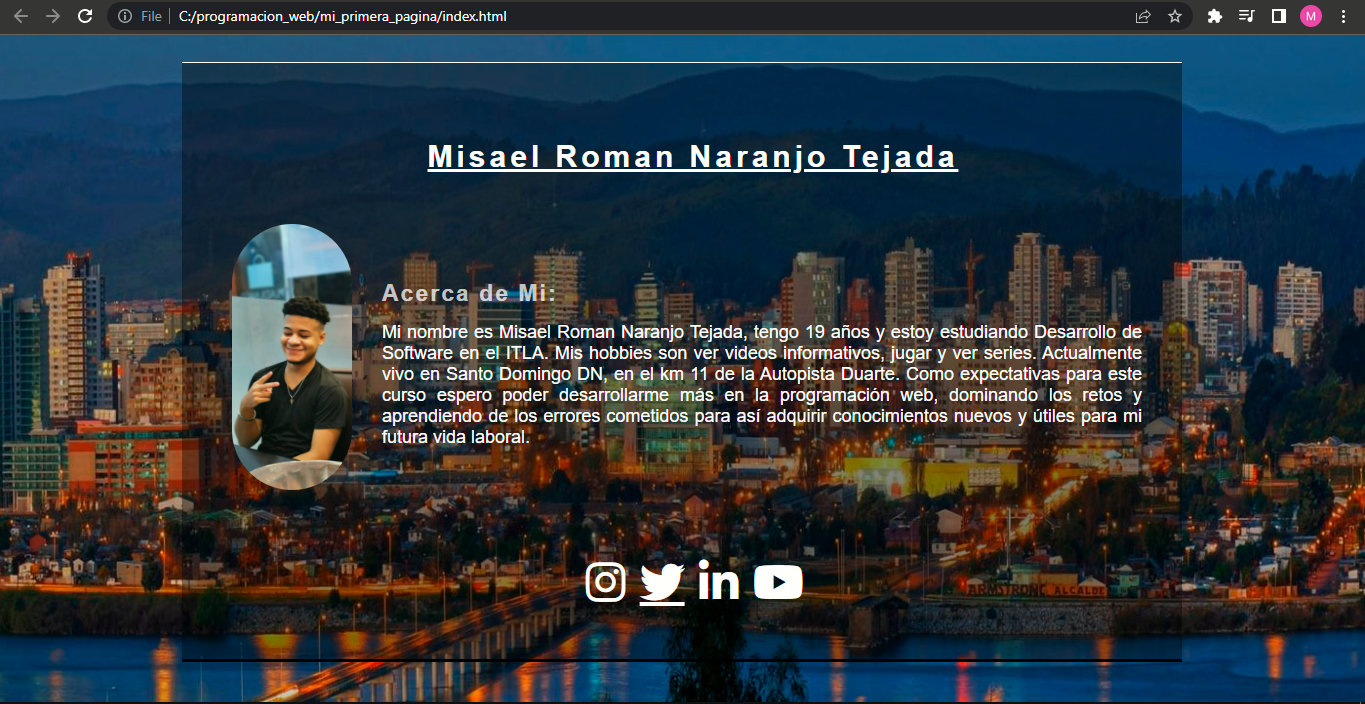 File
C:/programacion_web/mi_primera_pagina/index.html
M
Misael Roman Naranjo Tejada
Acerca de Mi:
Mi nombre es Misael Roman Naranjo Tejada, tengo 19 años y estoy estudiando Desarrollo de
Software en el ITLA. Mis hobbies son ver videos informativos, jugar y ver series. Actualmente
vivo en Santo Domingo DN, en el km 11 de la Autopista Duarte. Como expectativas para este
curso espero poder desarrollarme más en la programación web, dominando los retos y
aprendiendo de los errores cometidos para así adquirir conocimientos nuevos y útiles para mi
futura vida laboral.
in
ARMSTRONG ALCALDE